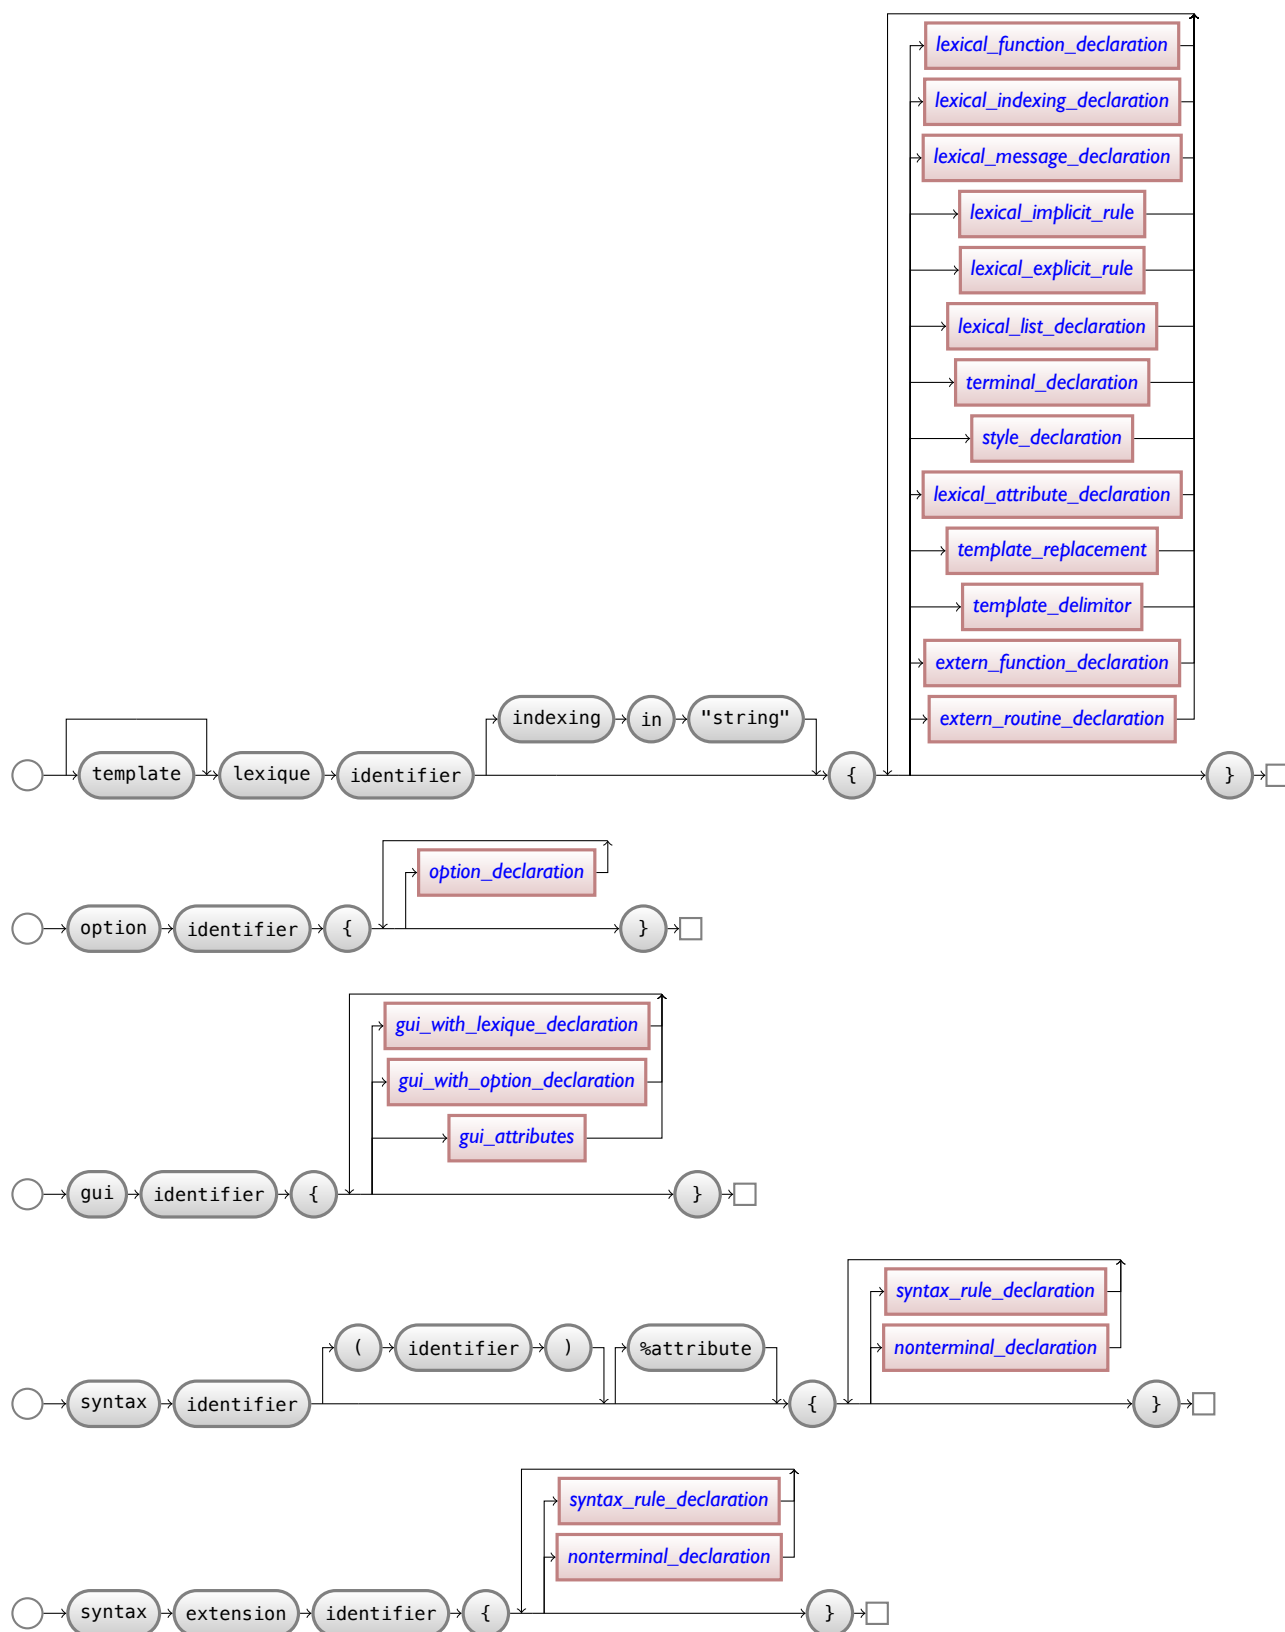 lexical_function_declaration
lexical_indexing_declaration
lexical_message_declaration
lexical_implicit_rule
lexical_explicit_rule
lexical_list_declaration
terminal_declaration
style_declaration
lexical_attribute_declaration
template_replacement
template_delimitor
extern_function_declaration
extern_routine_declaration
indexing in "string"
template lexique identifier { }
option_declaration
option identifier { }
gui_with_lexique_declaration
gui_with_option_declaration
gui_attributes
gui identifier { }
syntax_rule_declaration
nonterminal_declaration
( identifier ) %attribute
syntax identifier { }
syntax_rule_declaration
nonterminal_declaration
syntax extension identifier { }